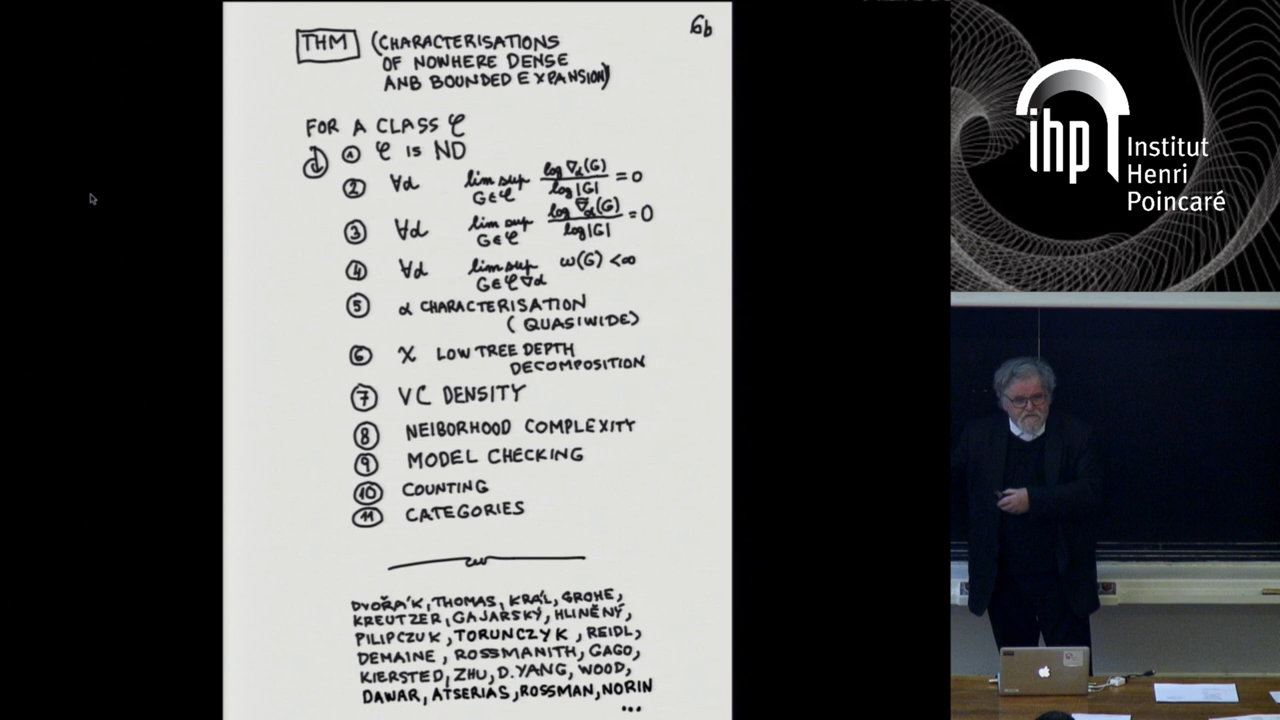 6b
THM (CHARACTERISATIONS
OF NOWHERE DENSE
ANB BOUNDED EXPANSION)
FOR A CLASS 𝒞
① 𝒞 IS ND
② ∀d lim sup G∈𝒞 log ∇d(G) / log|G| = 0
③ ∀d lim sup G∈𝒞 log ∇̃d(G) / log|G| = 0
④ ∀d lim sup G∈𝒞∇d ω(G) < ∞
⑤ α CHARACTERISATION
(QUASIWIDE)
⑥ χ LOW TREE DEPTH
DECOMPOSITION
⑦ VC DENSITY
⑧ NEIBORHOOD COMPLEXITY
⑨ MODEL CHECKING
⑩ COUNTING
⑪ CATEGORIES
DVOŘÁK, THOMAS, KRÁL, GROHE,
KREUTZER, GAJARSKÝ, HLINĚNÝ,
PILIPCZUK, TORUNCZYK, REIDL,
DEMAINE, ROSSMANITH, GAGO,
KIERSTED, ZHU, D. YANG, WOOD,
DAWAR, ATSERIAS, ROSSMAN, NORIN
...
ihp
Institut
Henri
Poincaré